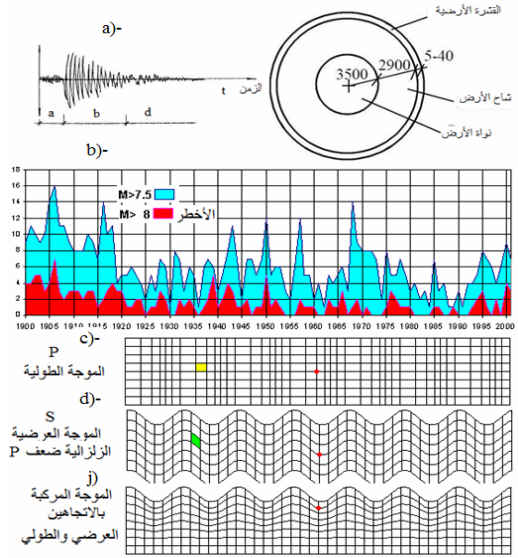 a)-
القشرة الأرضية
5-40
2900
3500
t
الزمن
شاح الأرض
نواة الأرض
a
b
d
b)-
18
16
14
12
10
8
6
4
2
0
M>7.5
M> 8 الأخطر
1900 1905 1910 1915 1920 1925 1930 1935 1940 1945 1950 1955 1960 1965 1970 1975 1980 1985 1990 1995 2000
c)-
P
الموجة الطولية
d)-
S
الموجة العرضية
الزلزالية ضعف P
j)
الموجة المركبة
بالاتجاهين
العرضي والطولي